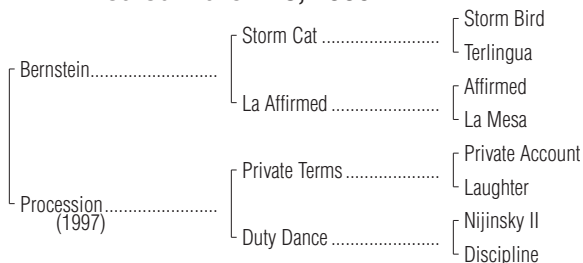 Storm Bird
Storm Cat ........................
Terlingua
Bernstein.................................
Affirmed
La Affirmed ............................
La Mesa
Private Account
Private Terms ........................
Laughter
Procession.............................
(1997)
Nijinsky II
Duty Dance ............................
Discipline